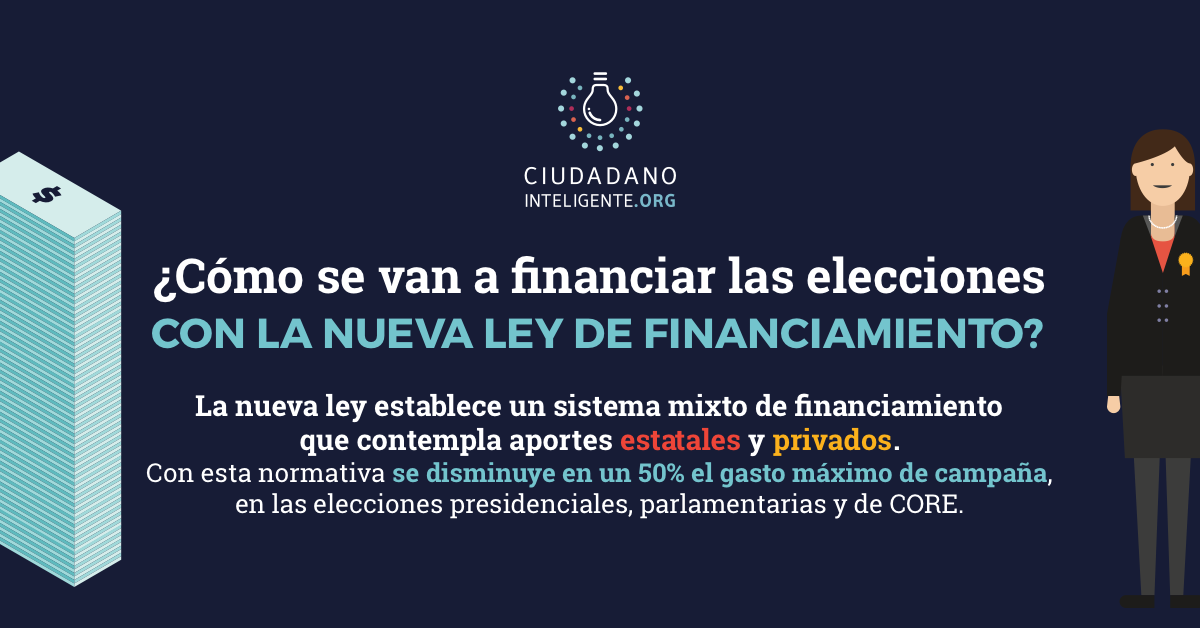 $
CIUDADANO
INTELIGENTE.ORG
¿Cómo se van a financiar las elecciones
CON LA NUEVA LEY DE FINANCIAMIENTO?
La nueva ley establece un sistema mixto de financiamiento
que contempla aportes estatales y privados.
Con esta normativa se disminuye en un 50% el gasto máximo de campaña,
en las elecciones presidenciales, parlamentarias y de CORE.